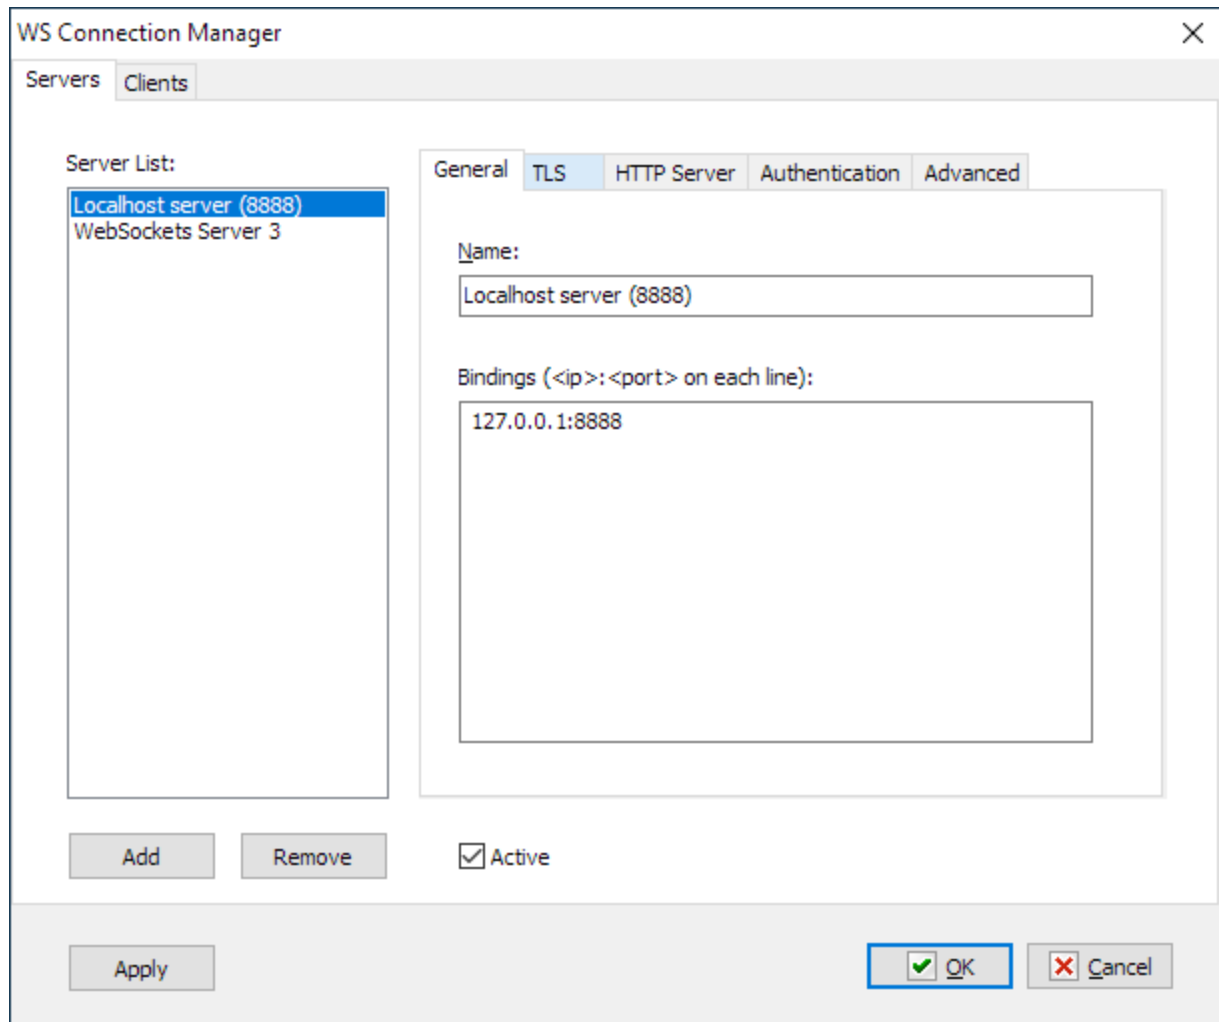 WS Connection Manager
Servers
Clients
Server List:
Localhost server (8888)
WebSockets Server 3
Add
Remove
General
TLS
HTTP Server
Authentication
Advanced
Name:
Localhost server (8888)
Bindings (<ip>:<port> on each line):
127.0.0.1:8888
Active
Apply
OK
Cancel